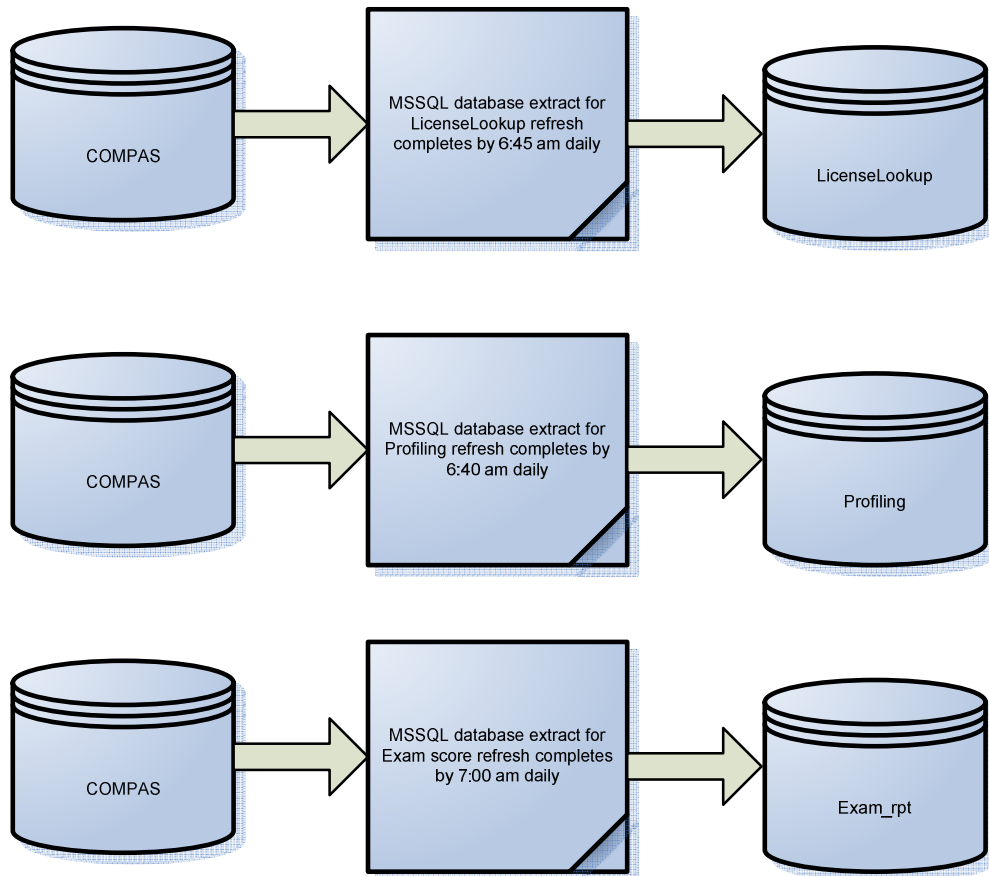 COMPAS
MSSQL database extract for
LicenseLookup refresh
completes by 6:45 am daily
LicenseLookup
COMPAS
MSSQL database extract for
Profiling refresh completes by
6:40 am daily
Profiling
COMPAS
MSSQL database extract for
Exam score refresh completes
by 7:00 am daily
Exam_rpt